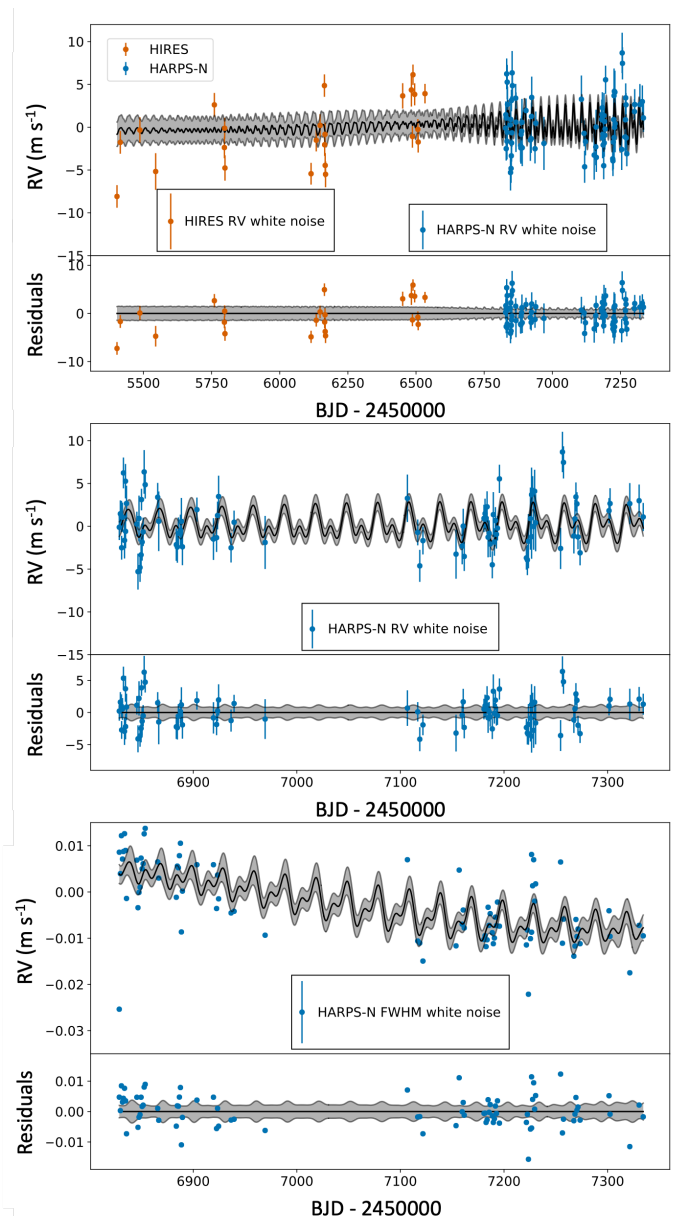 10
5
0
−5
−10
−15
RV (m s-1)
HIRES
HARPS-N
HIRES RV white noise
HARPS-N RV white noise
10
0
−10
Residuals
5500 5750 6000 6250 6500 6750 7000 7250
BJD - 2450000
10
5
0
−5
−10
−15
RV (m s-1)
HARPS-N RV white noise
5
0
−5
Residuals
6900 7000 7100 7200 7300
BJD - 2450000
0.01
0.00
−0.01
−0.02
−0.03
RV (m s-1)
HARPS-N FWHM white noise
0.01
0.00
−0.01
Residuals
6900 7000 7100 7200 7300
BJD - 2450000